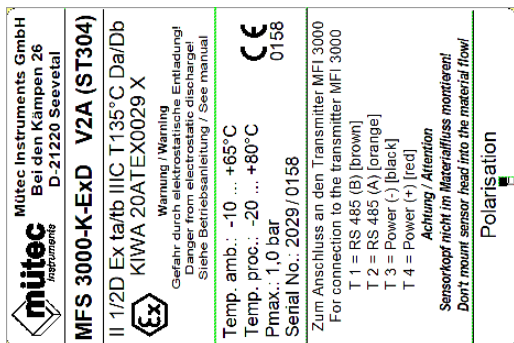 mütec
Instruments
Mütec Instruments GmbH
Bei den Kämpen 26
D-21220 Seevetal
MFS 3000-K-ExD V2A (ST304)
II 1/2D Ex ta/tb IIIC T135°C Da/Db
KIWA 20ATEX0029 X
Ex
Warnung / Warning
Gefahr durch elektrostatische Entladung!
Danger from electrostatic discharge!
Siehe Betriebsanleitung / See manual
Temp. amb.: -10 ... +65°C
Temp. proc.: -20 ... +80°C
Pmax.: 1,0 bar
Serial No.: 2029 / 0158
CE
0158
Zum Anschluss an den Transmitter MFI 3000
For connection to the transmitter MFI 3000
T 1 = RS 485 (B) [brown]
T 2 = RS 485 (A) [orange]
T 3 = Power (-) [black]
T 4 = Power (+) [red]
Achtung / Attention
Sensorkopf nicht im Materialfluss montieren!
Don't mount sensor head into the material flow!
Polarisation